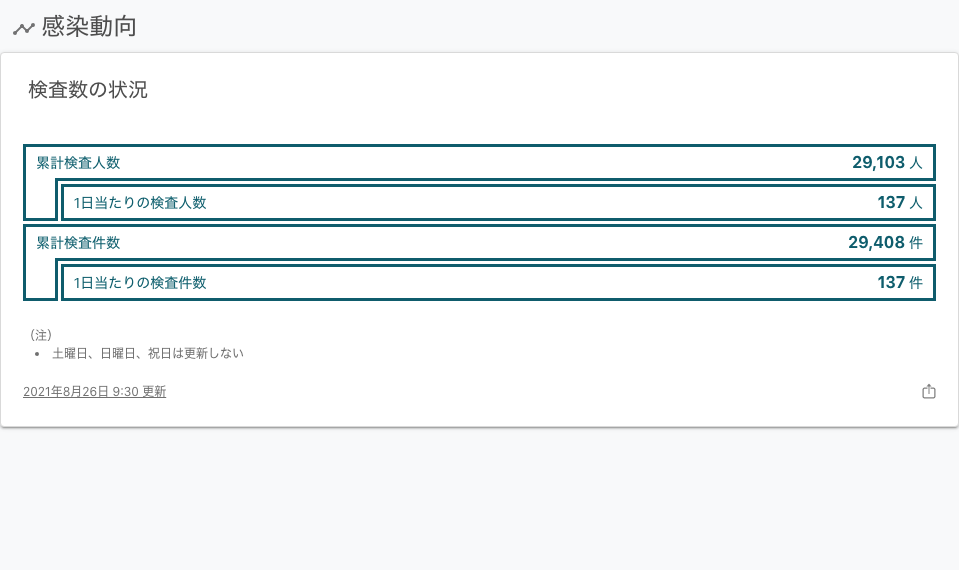 感染動向
検査数の状況
累計検査人数 29,103 人
1日当たりの検査人数 137 人
累計検査件数 29,408 件
1日当たりの検査件数 137 件
（注）
• 土曜日、日曜日、祝日は更新しない
2021年8月26日 9:30 更新